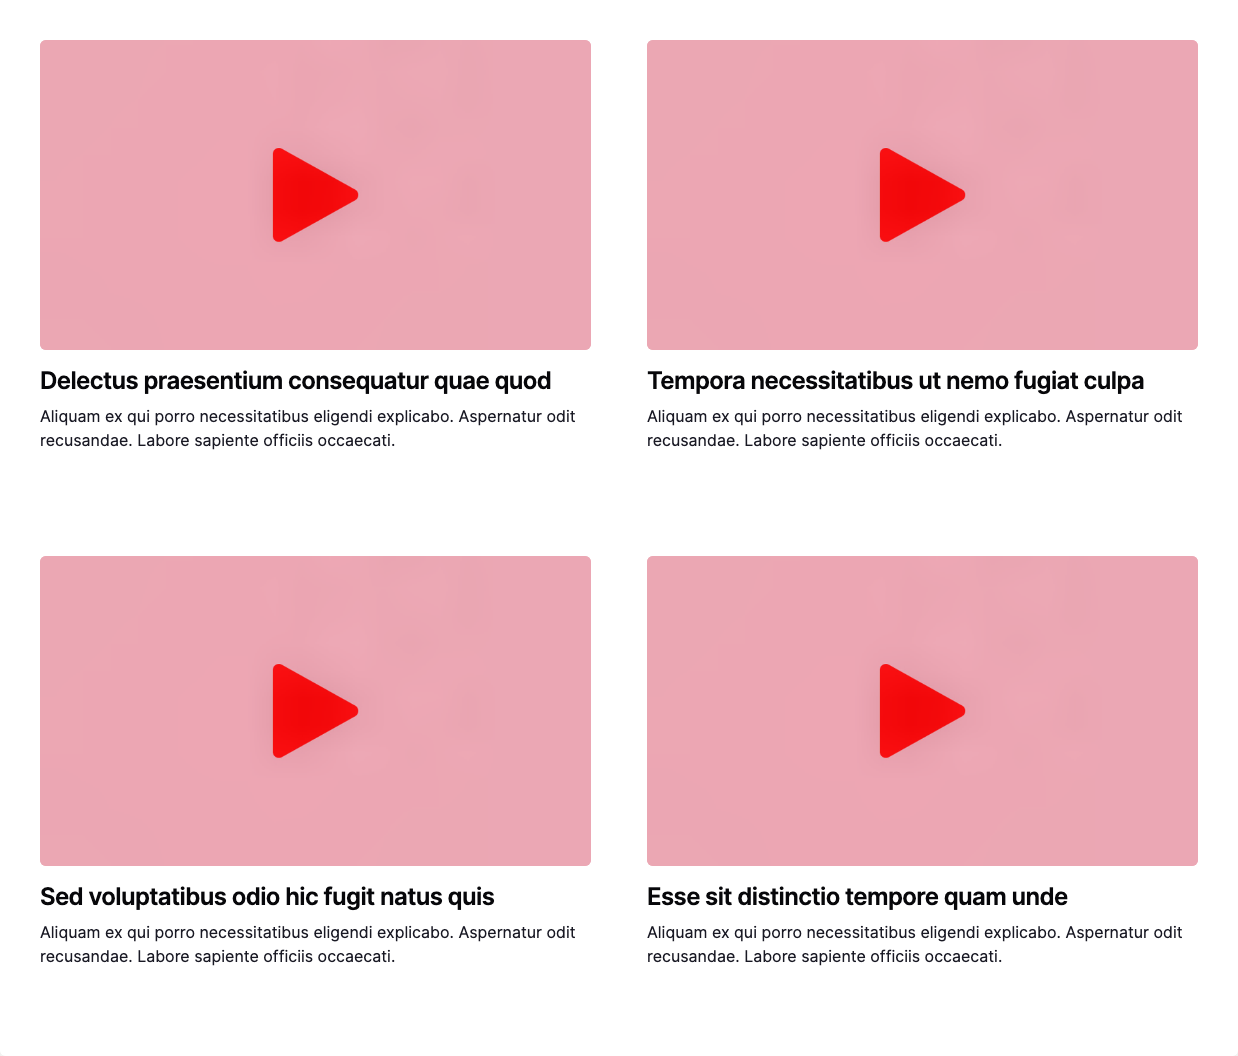 Delectus praesentium consequatur quae quod
Aliquam ex qui porro necessitatibus eligendi explicabo. Aspernatur odit
recusandae. Labore sapiente officiis occaecati.
Tempora necessitatibus ut nemo fugiat culpa
Aliquam ex qui porro necessitatibus eligendi explicabo. Aspernatur odit
recusandae. Labore sapiente officiis occaecati.
Sed voluptatibus odio hic fugit natus quis
Aliquam ex qui porro necessitatibus eligendi explicabo. Aspernatur odit
recusandae. Labore sapiente officiis occaecati.
Esse sit distinctio tempore quam unde
Aliquam ex qui porro necessitatibus eligendi explicabo. Aspernatur odit
recusandae. Labore sapiente officiis occaecati.